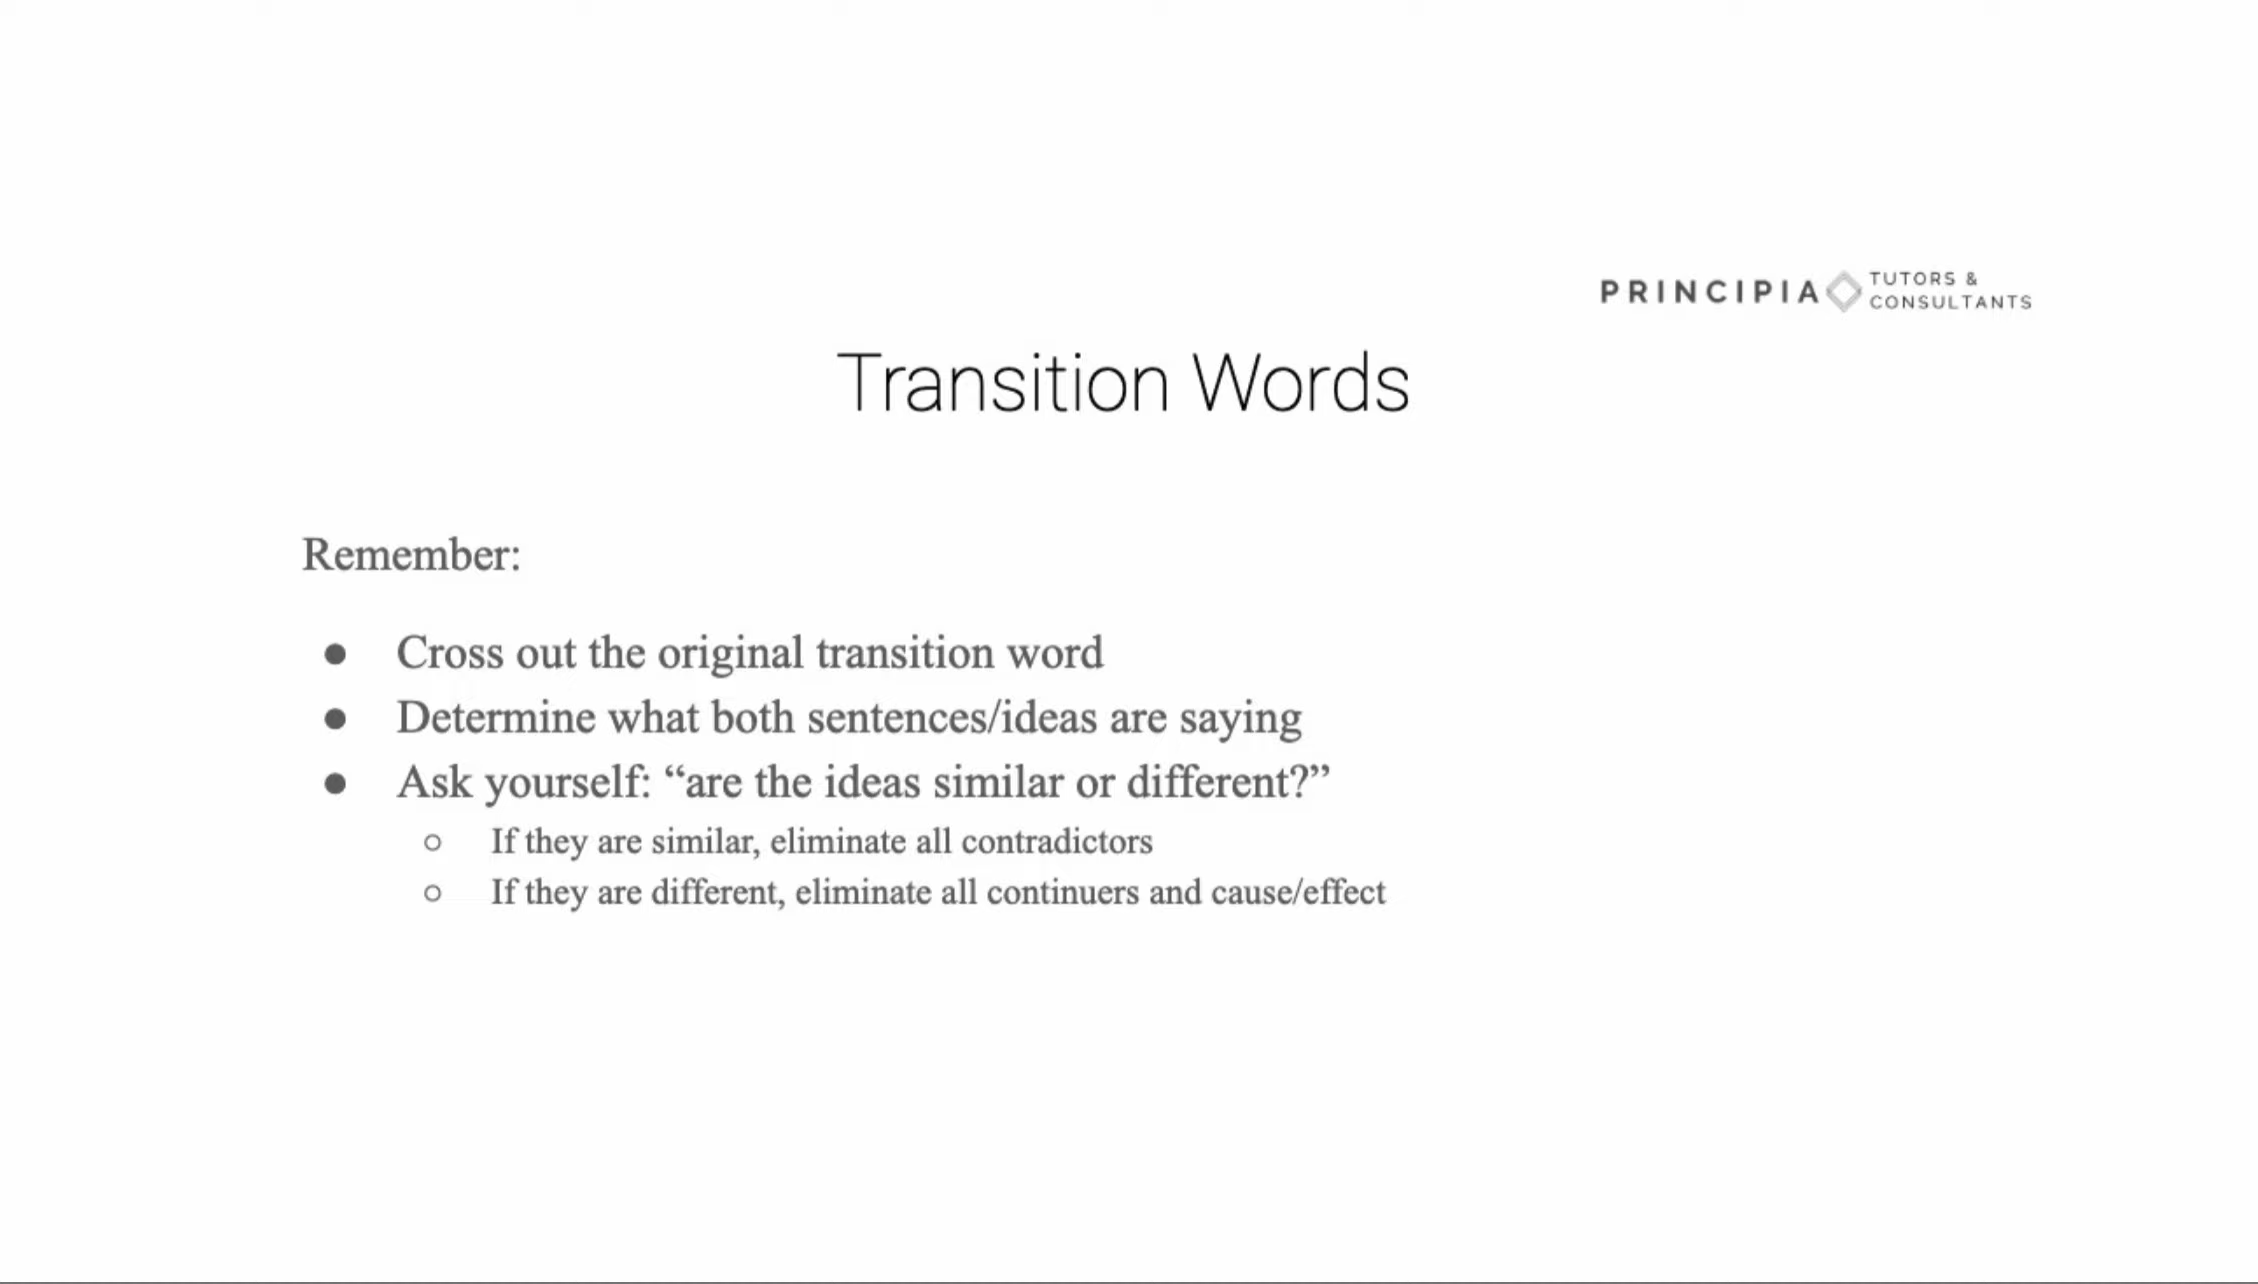 PRINCIPIA TUTORS &
CONSULTANTS
Transition Words
Remember:
● Cross out the original transition word
● Determine what both sentences/ideas are saying
● Ask yourself: “are the ideas similar or different?”
○ If they are similar, eliminate all contradictors
○ If they are different, eliminate all continuers and cause/effect